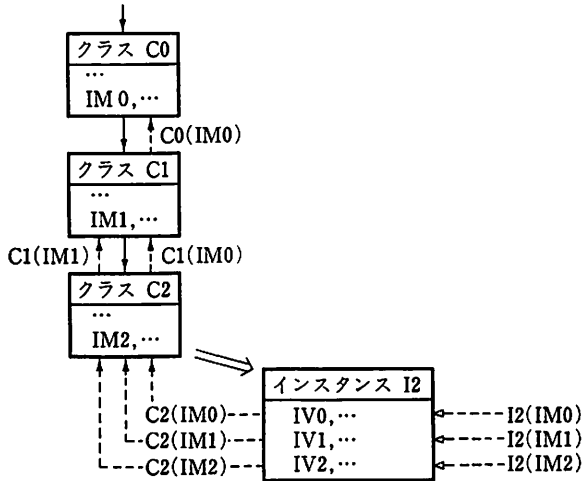 クラス C0
…
IM 0,…
C0(IM0)
クラス C1
…
IM1,…
C1(IM1)
C1(IM0)
クラス C2
…
IM2,…
インスタンス I2
C2(IM0)
IV0,…
I2(IM0)
C2(IM1)
IV1,…
I2(IM1)
C2(IM2)
IV2,…
I2(IM2)